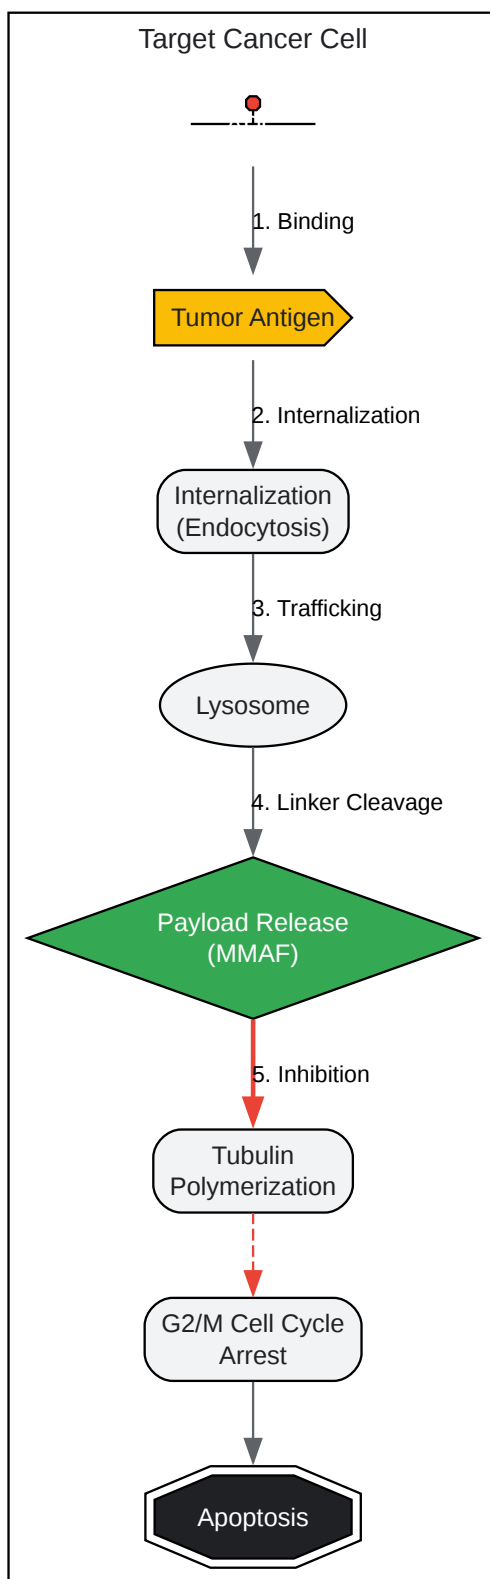 Target Cancer Cell
1. Binding
Tumor Antigen
2. Internalization
Internalization
(Endocytosis)
3. Trafficking
Lysosome
4. Linker Cleavage
Payload Release
(MMAF)
5. Inhibition
Tubulin
Polymerization
G2/M Cell Cycle
Arrest
Apoptosis